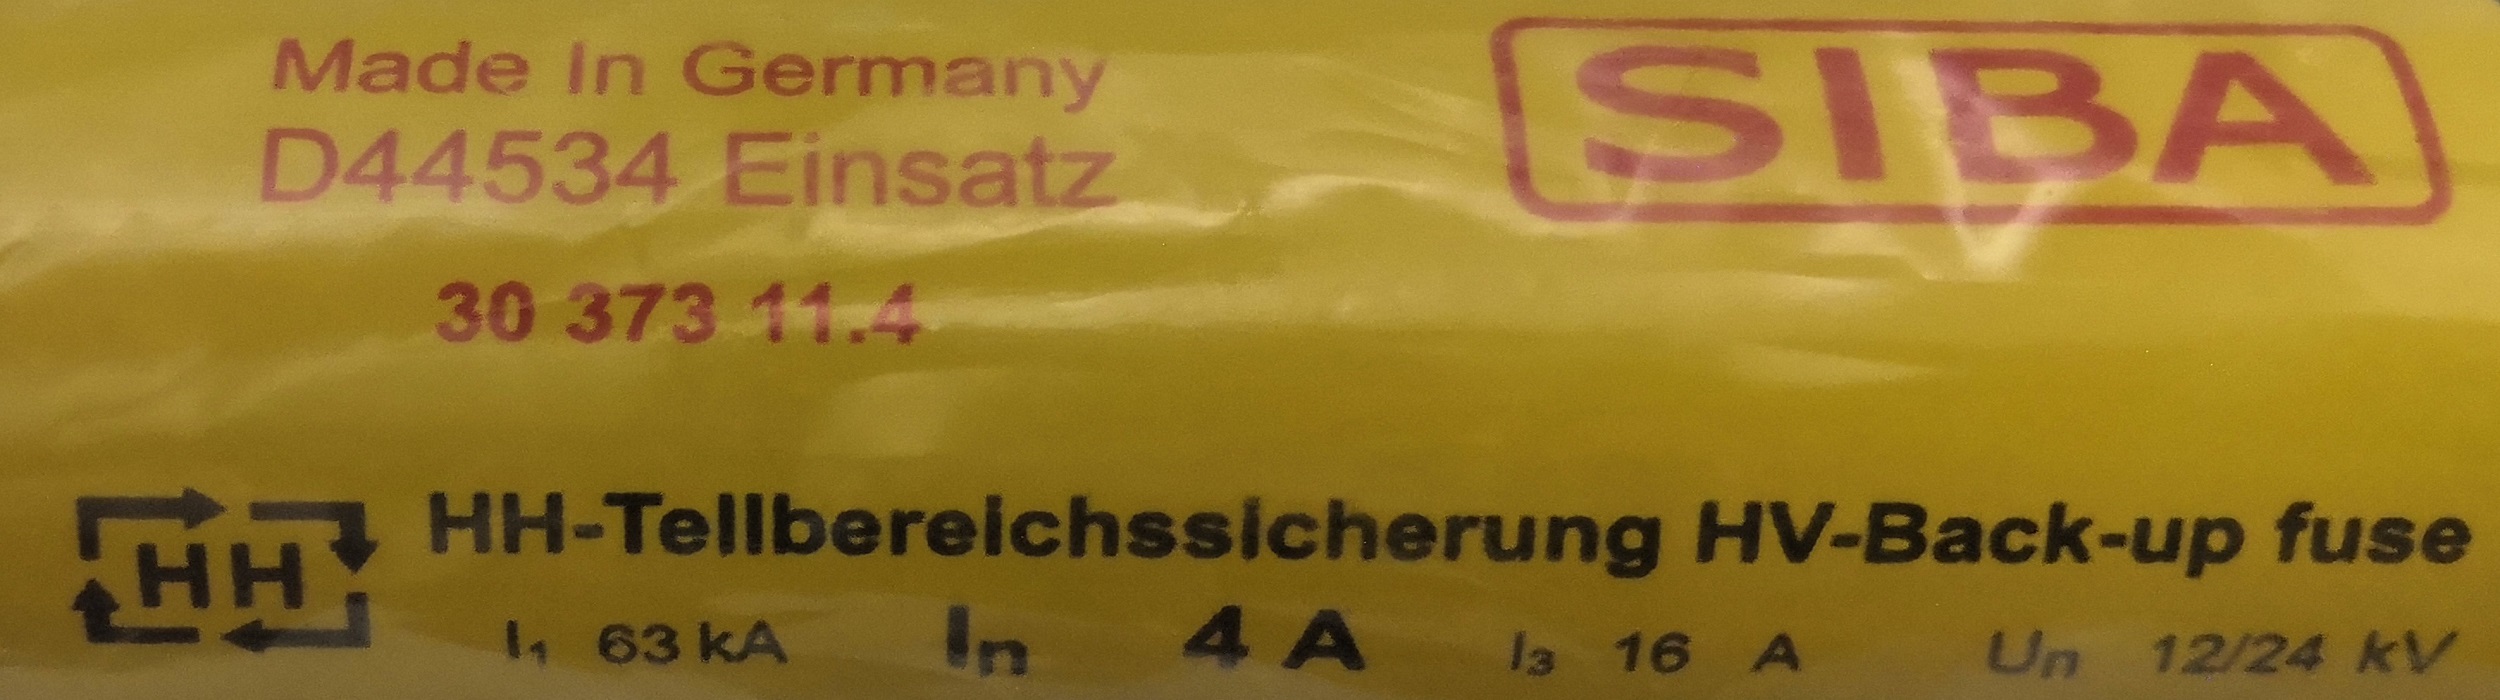 Made In Germany
SIBA
D44534 Einsatz
30 373 11.4
HH HH-Teilbereichssicherung HV-Back-up fuse
I1 63 kA In 4 A I3 16 A Un 12/24 kV